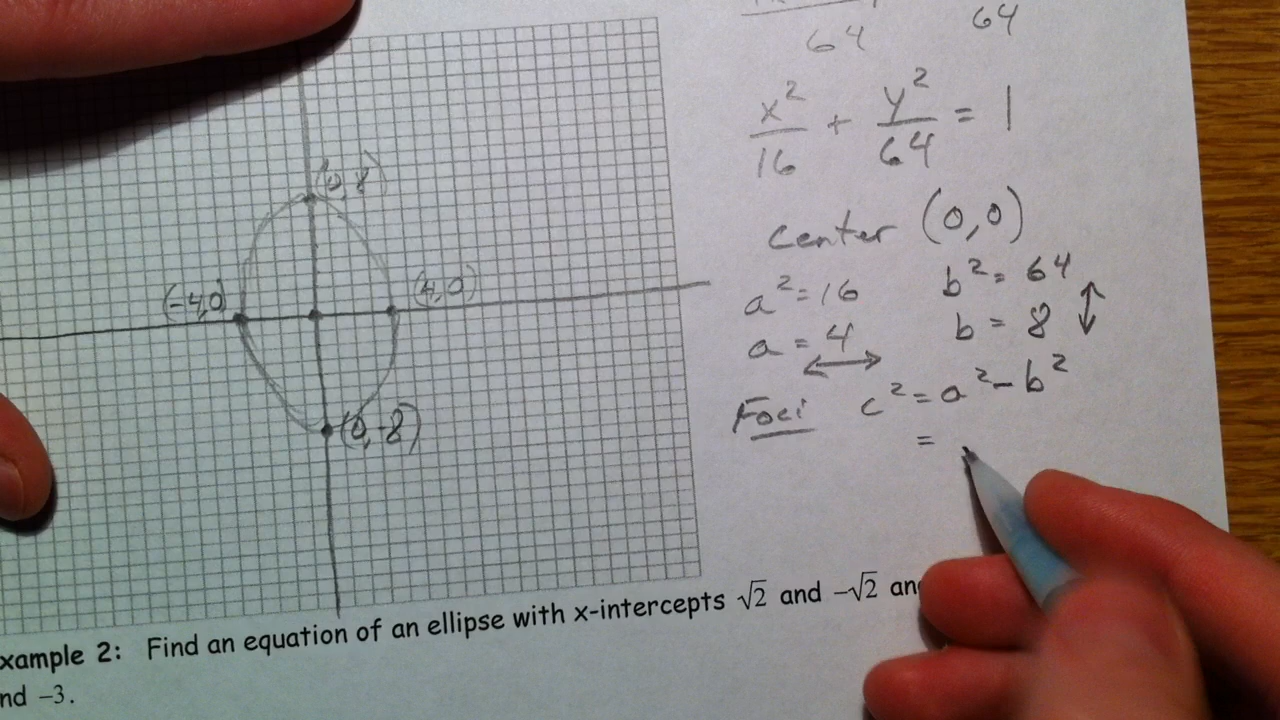 64 64
x² / 16 + y² / 64 = 1
center (0,0)
a² = 16 b² = 64
a = 4 b = 8
Foci c² = a² - b²
=
(0,8)
(-4,0) (4,0)
(0,-8)
xample 2: Find an equation of an ellipse with x-intercepts √2 and −√2 an
nd −3.